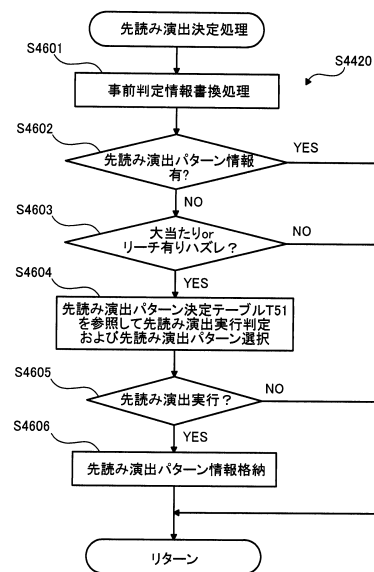 先読み演出決定処理
S4601
S4420
事前判定情報書換処理
S4602
YES
先読み演出パターン情報
有?
NO
S4603
大当たりor
リーチ有りハズレ？
NO
YES
S4604
先読み演出パターン決定テーブルT51
を参照して先読み演出実行判定
および先読み演出パターン選択
S4605
NO
先読み演出実行？
YES
S4606
先読み演出パターン情報格納
リターン